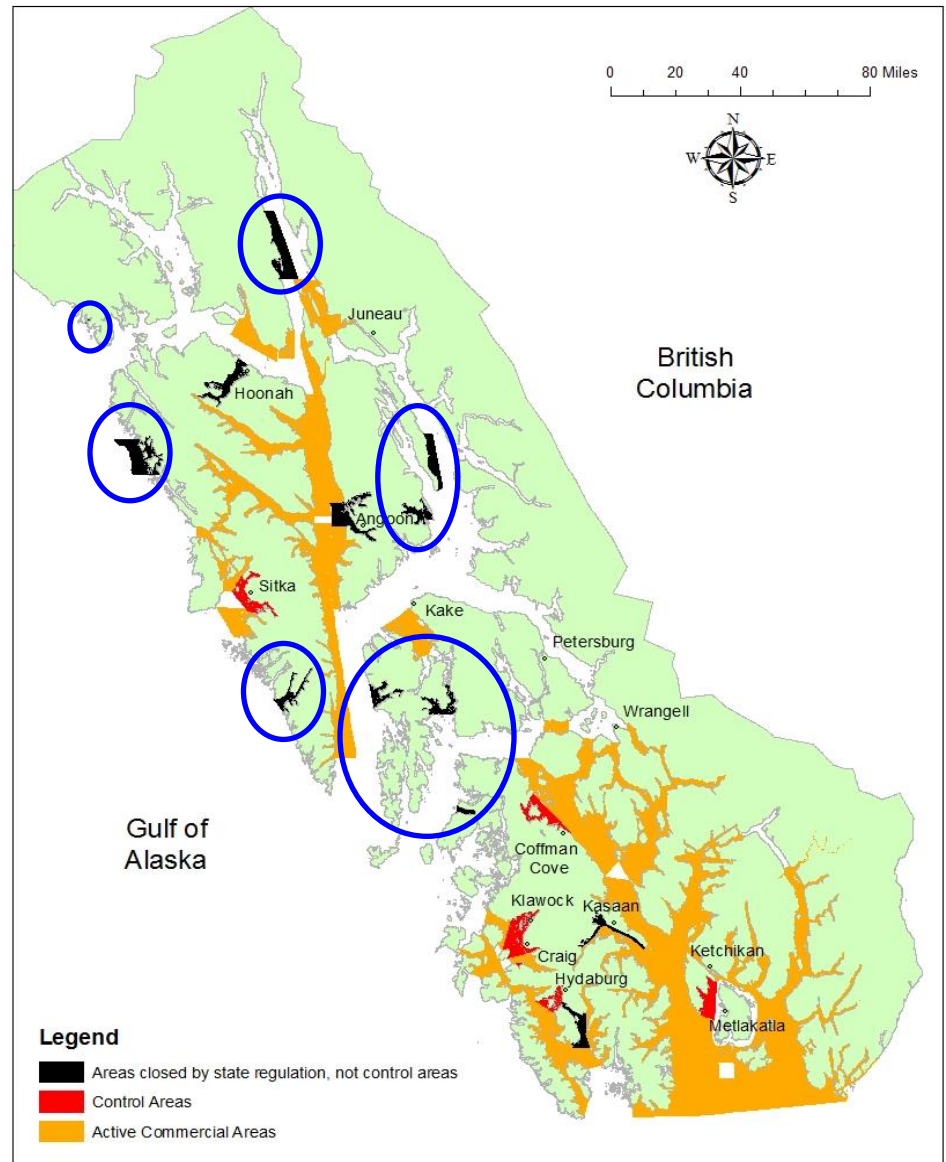 0 20 40 80 Miles
N
W E
S
Juneau
British
Columbia
Hoonah
Angoon
Sitka
Kake
Petersburg
Wrangell
Gulf of
Alaska
Coffman
Cove
Klawock
Kasaan
Craig
Ketchikan
Hydaburg
Metlakatla
Legend
Areas closed by state regulation, not control areas
Control Areas
Active Commercial Areas